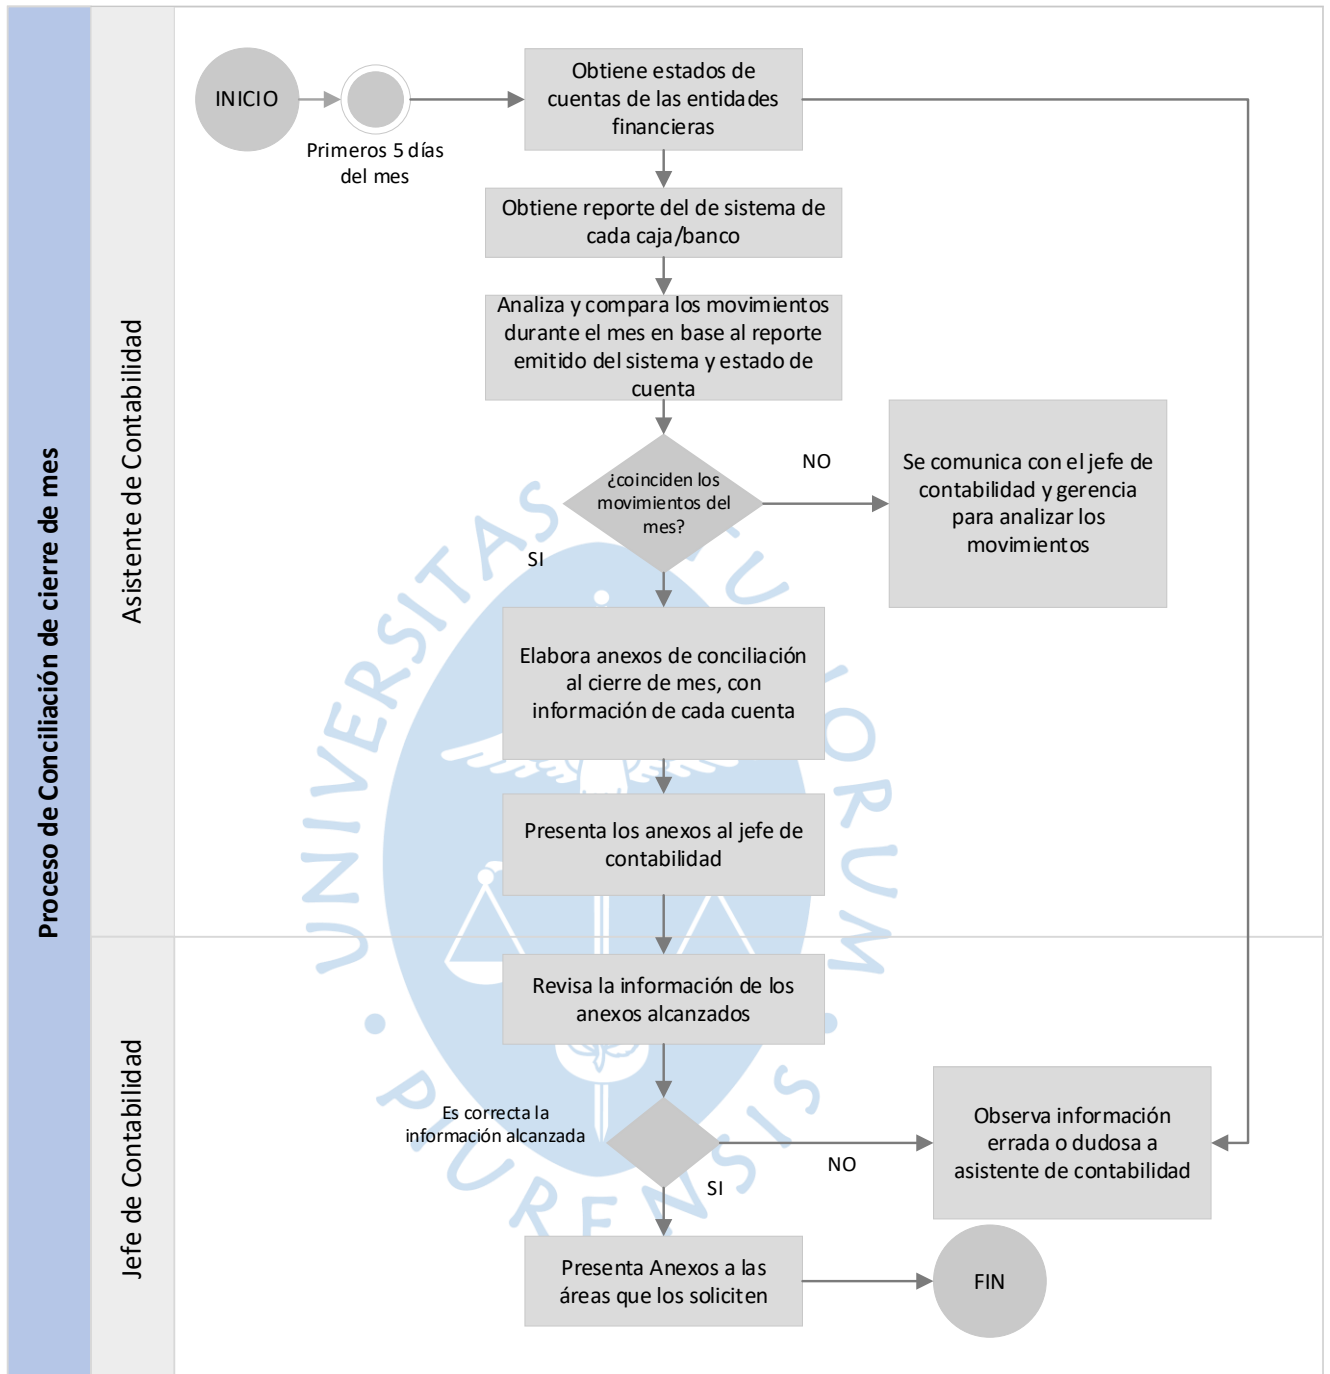 Proceso de Conciliación de cierre de mes
Asistente de Contabilidad
INICIO
Primeros 5 días
del mes
Obtiene estados de
cuentas de las entidades
financieras
Obtiene reporte del de sistema de
cada caja/banco
Analiza y compara los movimientos
durante el mes en base al reporte
emitido del sistema y estado de
cuenta
¿coinciden los
movimientos del
mes?
NO
Se comunica con el jefe de
contabilidad y gerencia
para analizar los
movimientos
SI
Elabora anexos de conciliación
al cierre de mes, con
información de cada cuenta
Presenta los anexos al jefe de
contabilidad
Jefe de Contabilidad
Revisa la información de los
anexos alcanzados
Es correcta la
información alcanzada
NO
Observa información
errada o dudosa a
asistente de contabilidad
SI
Presenta Anexos a las
áreas que los soliciten
FIN
UNIVERSITAS
ORUM
PIURENSIS